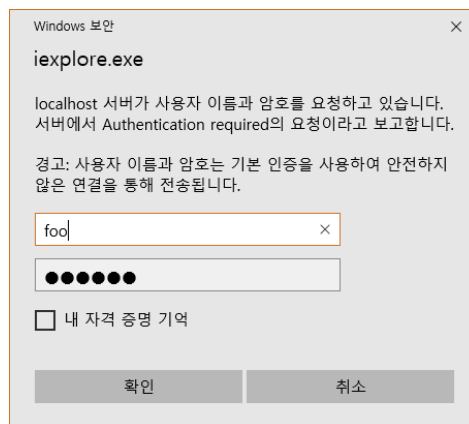 Windows 보안
iexplore.exe
localhost 서버가 사용자 이름과 암호를 요청하고 있습니다.
서버에서 Authentication required의 요청이라고 보고합니다.
경고: 사용자 이름과 암호는 기본 인증을 사용하여 안전하지
않은 연결을 통해 전송됩니다.
foo
●●●●●●
내 자격 증명 기억
확인 취소